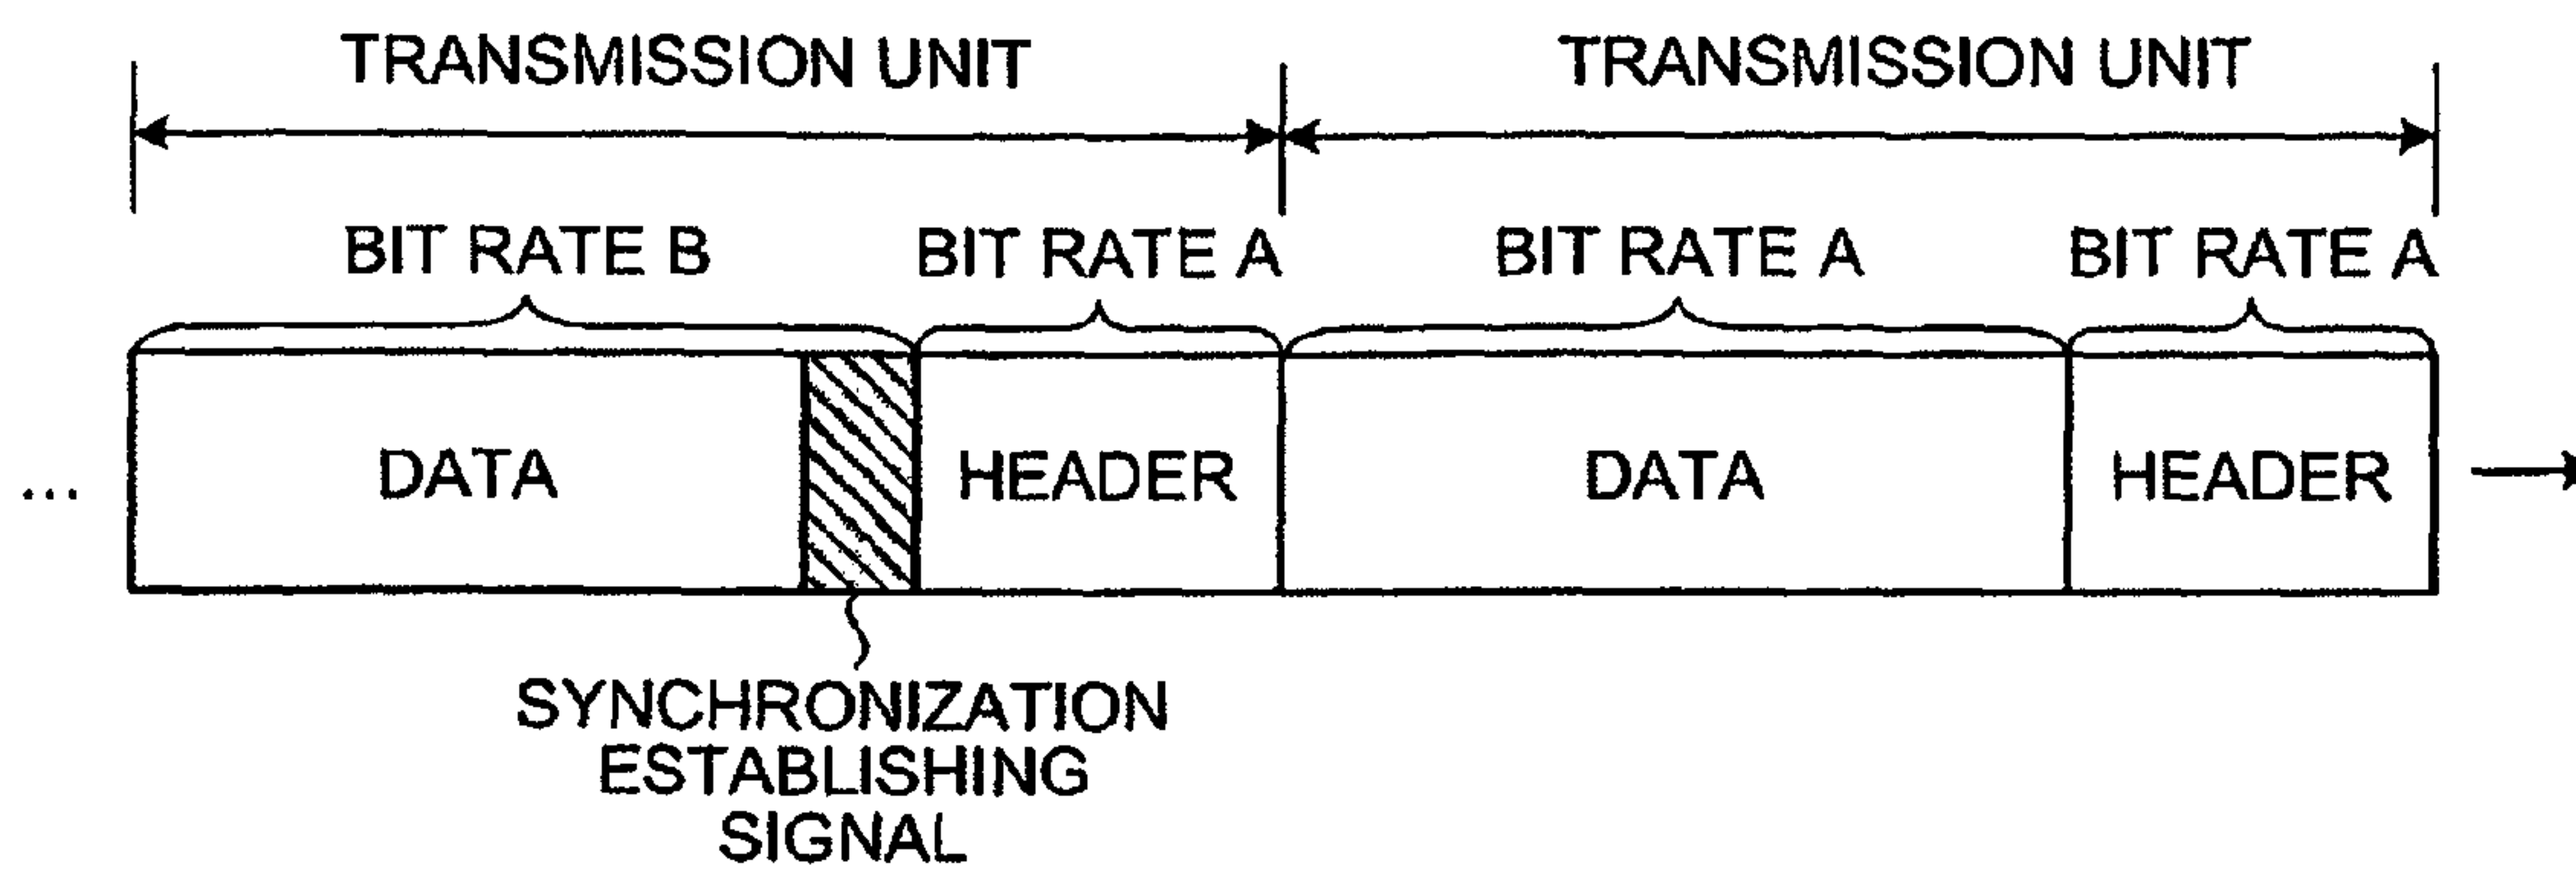 TRANSMISSION UNIT
TRANSMISSION UNIT
BIT RATE B
BIT RATE A
BIT RATE A
BIT RATE A
...
DATA
HEADER
DATA
HEADER
SYNCHRONIZATION
ESTABLISHING
SIGNAL